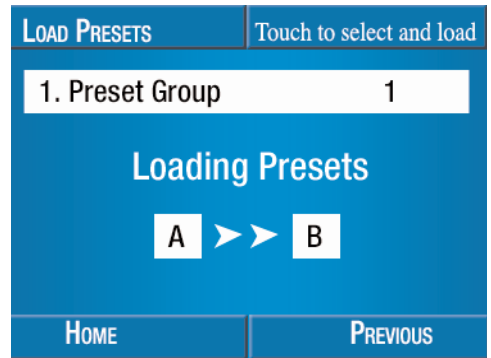 LOAD PRESETS Touch to select and load
1. Preset Group 1
Loading Presets
A ➤➤ B
HOME PREVIOUS